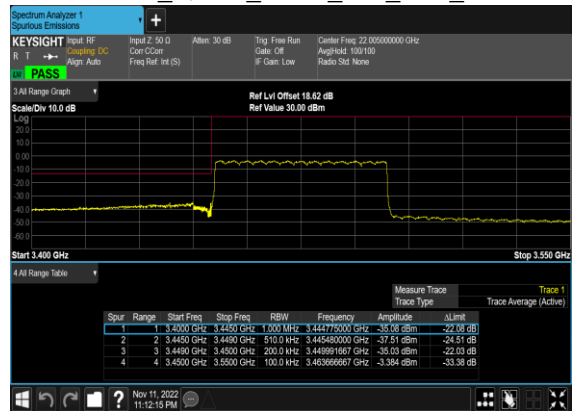 Spectrum Analyzer 1
Spurious Emissions
+
KEYSIGHT Input: RF Input Z: 50 Ω Atten: 30 dB Trig: Free Run Center Freq: 22.005000000 GHz
R T Coupling: DC Corr CCorr Gate: Off Avg|Hold: 100/100
Align: Auto Freq Ref: Int (S) IF Gain: Low Radio Std: None
PASS
3 All Range Graph
Ref Lvl Offset 18.62 dB
Scale/Div 10.0 dB Ref Value 30.00 dBm
Log
20.0
10.0
0.00
-10.0
-20.0
-30.0
-40.0
-50.0
-60.0
Start 3.400 GHz Stop 3.550 GHz
4 All Range Table
Measure Trace Trace 1
Trace Type Trace Average (Active)
Spur Range Start Freq Stop Freq RBW Frequency Amplitude ΔLimit
1 1 3.4000 GHz 3.4450 GHz 1.000 MHz 3.444775000 GHz -35.08 dBm -22.08 dB
2 2 3.4450 GHz 3.4490 GHz 510.0 kHz 3.445480000 GHz -37.51 dBm -24.51 dB
3 3 3.4490 GHz 3.4500 GHz 200.0 kHz 3.449991667 GHz -35.03 dBm -22.03 dB
4 4 3.4500 GHz 3.5500 GHz 100.0 kHz 3.463666667 GHz -3.384 dBm -33.38 dB
? Nov 11, 2022
11:12:15 PM